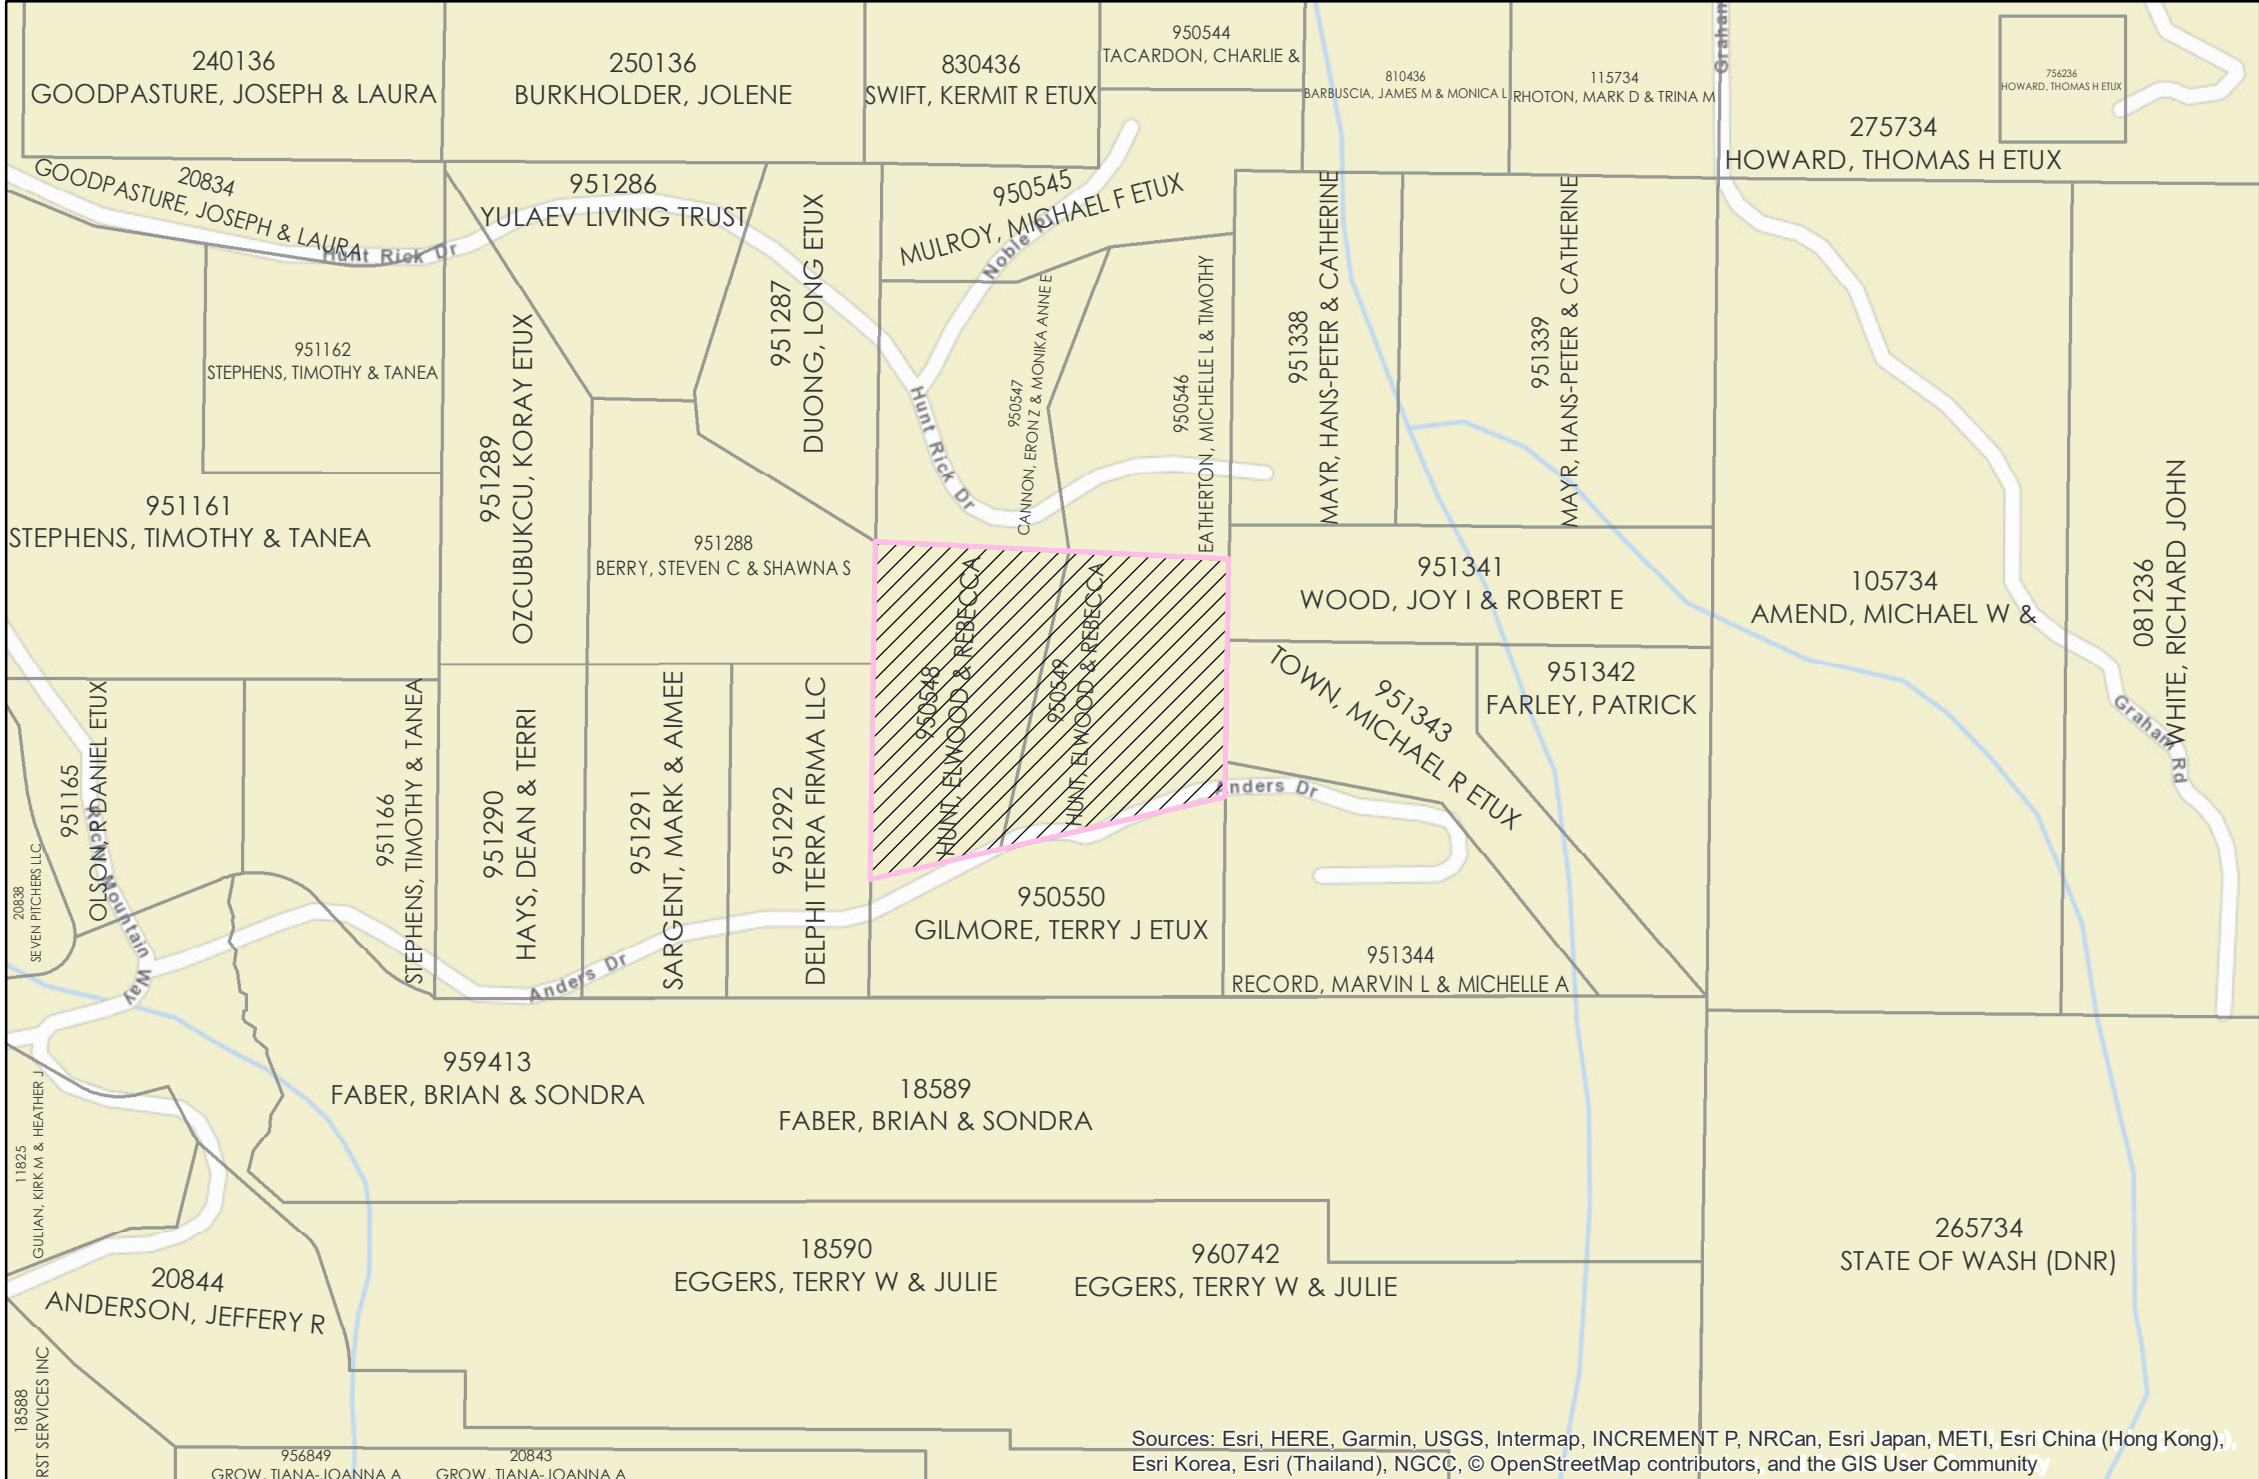 240136
GOODPASTURE, JOSEPH & LAURA
250136
BURKHOLDER, JOLENE
830436
SWIFT, KERMIT R ETUX
950544
TACARDON, CHARLIE &
810436
BARBUSCIA, JAMES M & MONICA L
115734
RHOTON, MARK D & TRINA M
Graham
275734
HOWARD, THOMAS H ETUX
756236
HOWARD, THOMAS H ETUX
20834
GOODPASTURE, JOSEPH & LAURA
Hunt Rick Dr
951286
YULAEV LIVING TRUST
951287
DUONG, LONG ETUX
950545
MULROY, MICHAEL F ETUX
Noble
951162
STEPHENS, TIMOTHY & TANEA
951289
OZCUBUKCU, KORAY ETUX
Hunt Rick Dr
950547
CANNON, ERON Z & MONIKA ANNE E
950546
EATHERTON, MICHELLE L & TIMOTHY
951338
MAYR, HANS-PETER & CATHERINE
951339
MAYR, HANS-PETER & CATHERINE
951161
STEPHENS, TIMOTHY & TANEA
951288
BERRY, STEVEN C & SHAWNA S
950548
HUNT, ELWOOD & REBECCA
950549
HUNT, ELWOOD & REBECCA
951341
WOOD, JOY I & ROBERT E
105734
AMEND, MICHAEL W &
081236
WHITE, RICHARD JOHN
951343
TOWN, MICHAEL R ETUX
951342
FARLEY, PATRICK
Graham Rd
951165
OLSON, R DANIEL ETUX
Mountain Way
951166
STEPHENS, TIMOTHY & TANEA
951290
HAYS, DEAN & TERRI
951291
SARGENT, MARK & AIMEE
951292
DELPHI TERRA FIRMA LLC
Anders Dr
20838
SEVEN PITCHERS LLC
950550
GILMORE, TERRY J ETUX
951344
RECORD, MARVIN L & MICHELLE A
Anders Dr
959413
FABER, BRIAN & SONDRA
18589
FABER, BRIAN & SONDRA
11825
GULIAN, KIRK M & HEATHER J
18590
EGGERS, TERRY W & JULIE
960742
EGGERS, TERRY W & JULIE
265734
STATE OF WASH (DNR)
20844
ANDERSON, JEFFERY R
18588
RST SERVICES INC
956849
GROW, TIANA-JOANNA A
20843
GROW, TIANA-JOANNA A
Sources: Esri, HERE, Garmin, USGS, Intermap, INCREMENT P, NRCan, Esri Japan, METI, Esri China (Hong Kong),
Esri Korea, Esri (Thailand), NGCC, © OpenStreetMap contributors, and the GIS User Community